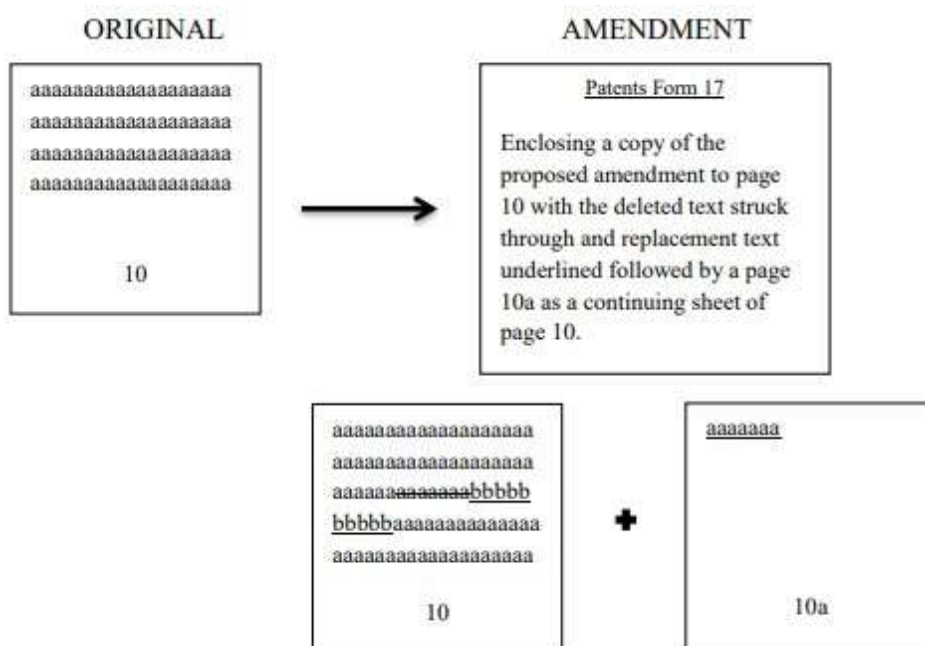 ORIGINAL
aaaaaaaaaaaaaaaaaaa
aaaaaaaaaaaaaaaaaaa
aaaaaaaaaaaaaaaaaaa
aaaaaaaaaaaaaaaaaaa
10
AMENDMENT
Patents Form 17
Enclosing a copy of the
proposed amendment to page
10 with the deleted text struck
through and replacement text
underlined followed by a page
10a as a continuing sheet of
page 10.
aaaaaaaaaaaaaaaaaaa
aaaaaaaaaaaaaaaaaaa
aaaaaaaaaaaaabbbbb
bbbbbaaaaaaaaaaaaaa
aaaaaaaaaaaaaaaaaaa
10
aaaaaaa
10a